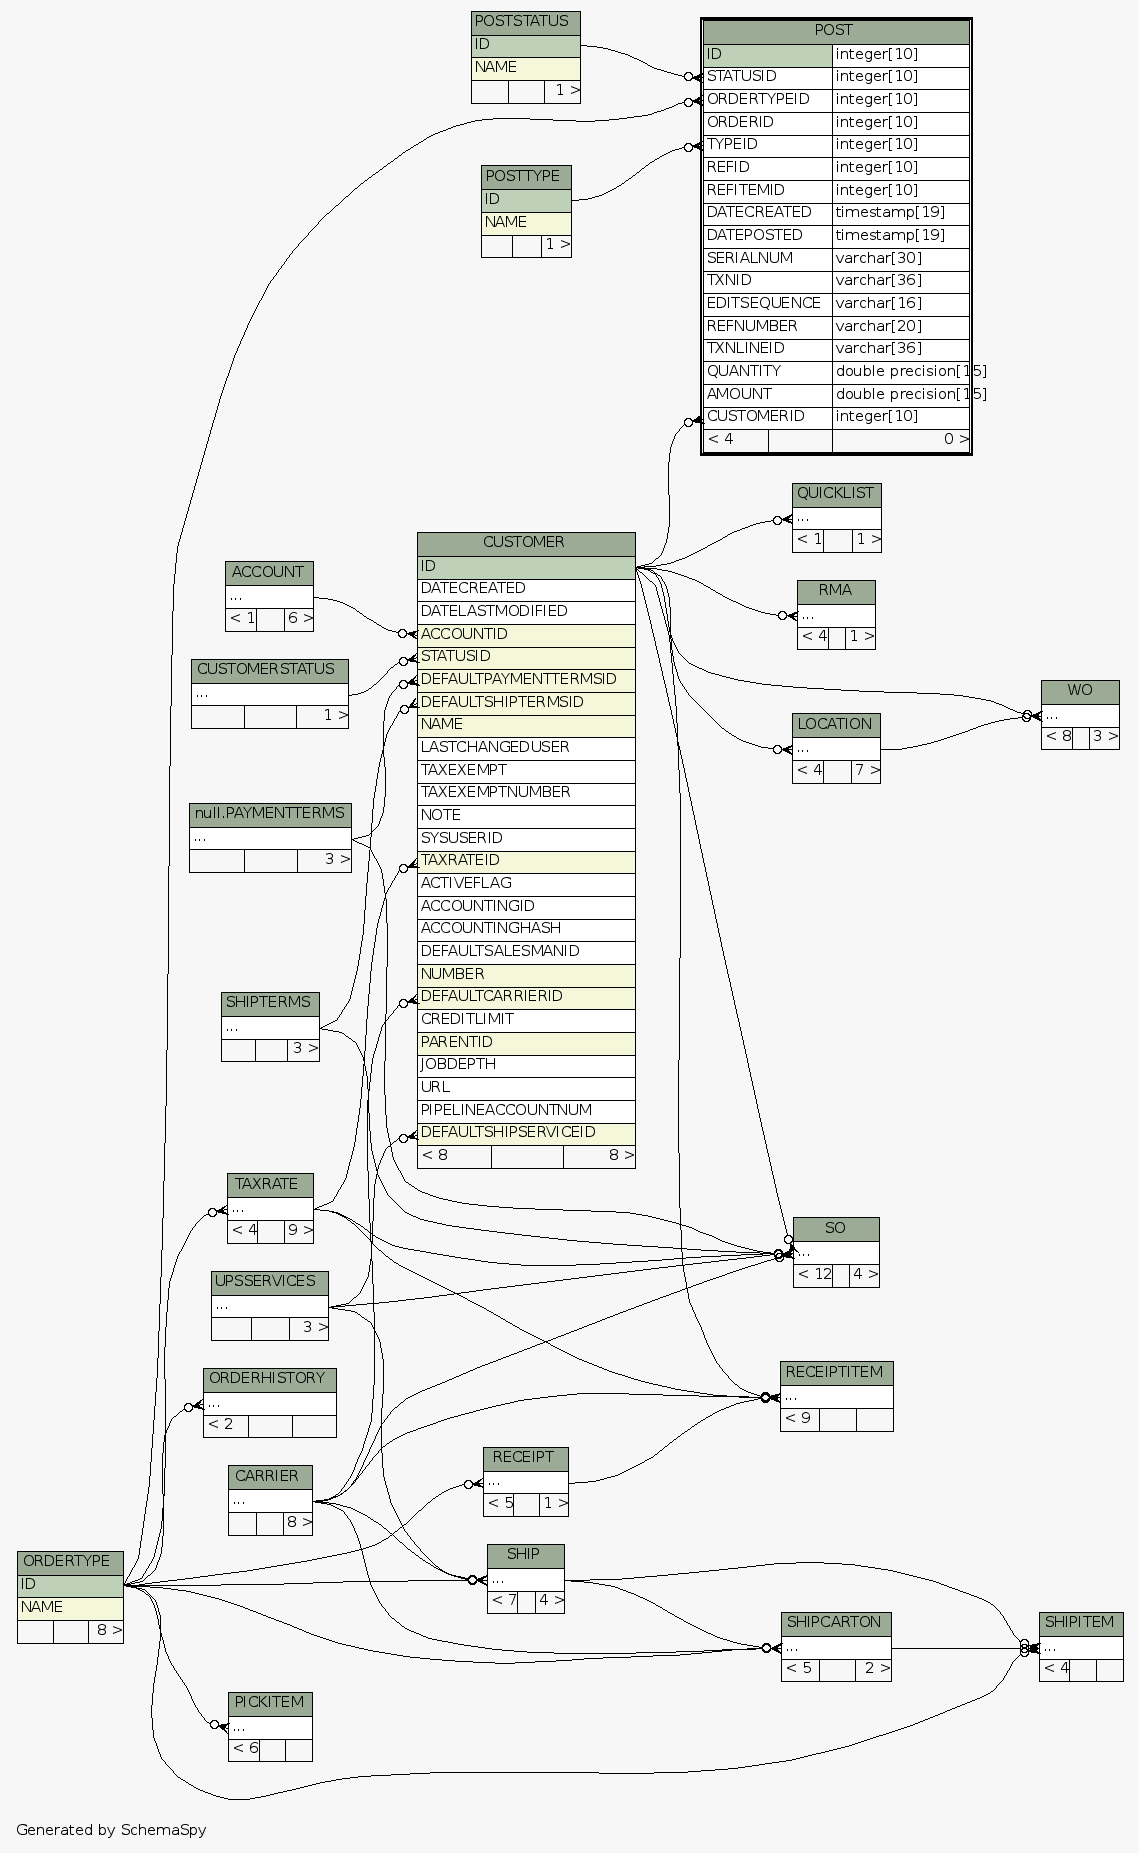 POSTSTATUS
ID
NAME
1 >
POST
ID integer[10]
STATUSID integer[10]
ORDERTYPEID integer[10]
ORDERID integer[10]
TYPEID integer[10]
REFID integer[10]
REFITEMID integer[10]
DATECREATED timestamp[19]
DATEPOSTED timestamp[19]
SERIALNUM varchar[30]
TXNID varchar[36]
EDITSEQUENCE varchar[16]
REFNUMBER varchar[20]
TXNLINEID varchar[36]
QUANTITY double precision[15]
AMOUNT double precision[15]
CUSTOMERID integer[10]
< 4 0 >
POSTTYPE
ID
NAME
1 >
QUICKLIST
...
< 1 1 >
CUSTOMER
ID
DATECREATED
DATELASTMODIFIED
ACCOUNTID
STATUSID
DEFAULTPAYMENTTERMSID
DEFAULTSHIPTERMSID
NAME
LASTCHANGEDUSER
TAXEXEMPT
TAXEXEMPTNUMBER
NOTE
SYSUSERID
TAXRATEID
ACTIVEFLAG
ACCOUNTINGID
ACCOUNTINGHASH
DEFAULTSALESMANID
NUMBER
DEFAULTCARRIERID
CREDITLIMIT
PARENTID
JOBDEPTH
URL
PIPELINEACCOUNTNUM
DEFAULTSHIPSERVICEID
< 8 8 >
ACCOUNT
...
< 1 6 >
RMA
...
< 4 1 >
CUSTOMERSTATUS
...
1 >
WO
...
< 8 3 >
LOCATION
...
< 4 7 >
null.PAYMENTTERMS
...
3 >
SHIPTERMS
...
3 >
TAXRATE
...
< 4 9 >
SO
...
< 12 4 >
UPSSERVICES
...
3 >
RECEIPTITEM
...
< 9
ORDERHISTORY
...
< 2
RECEIPT
...
< 5 1 >
CARRIER
...
8 >
SHIP
...
< 7 4 >
ORDERTYPE
ID
NAME
8 >
SHIPCARTON
...
< 5 2 >
SHIPITEM
...
< 4
PICKITEM
...
< 6
Generated by SchemaSpy